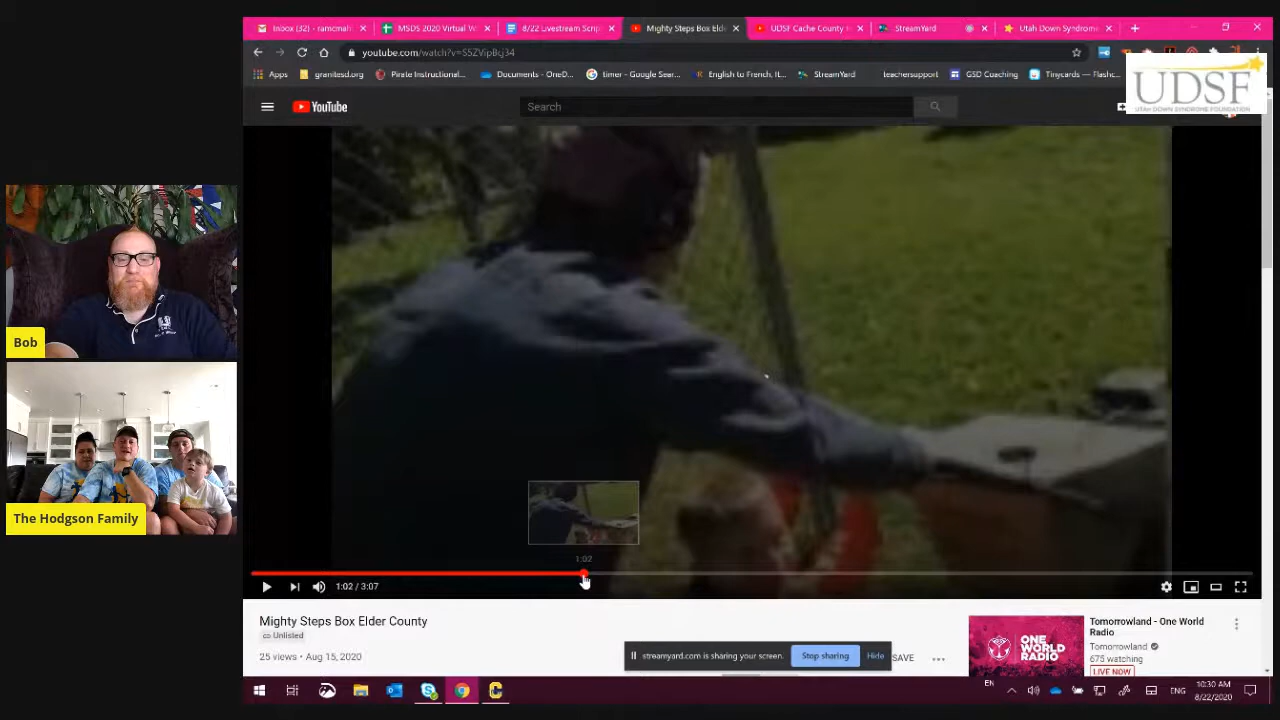 Inbox (32) - ramcmah
MSDS 2020 Virtual W
8/22 Livestream Scrip
Mighty Steps Box Elde
UDSF Cache County
StreamYard
Utah Down Syndrome
youtube.com/watch?v=S5ZVipBcj34
Apps
granitesd.org
Pirate Instructional...
Documents - OneD...
timer - Google Sear...
English to French, It...
StreamYard
teachersupport
GSD Coaching
Tinycards — Flashc...
UDSF
UTAH DOWN SYNDROME FOUNDATION
YouTube
Search
Bob
The Hodgson Family
1:02
1:02 / 3:07
Mighty Steps Box Elder County
Unlisted
25 views • Aug 15, 2020
streamyard.com is sharing your screen.
Stop sharing
Hide
SAVE
ONE
WORLD
RADIO
Tomorrowland - One World
Radio
Tomorrowland
675 watching
LIVE NOW
EN
ENG
10:30 AM
8/22/2020